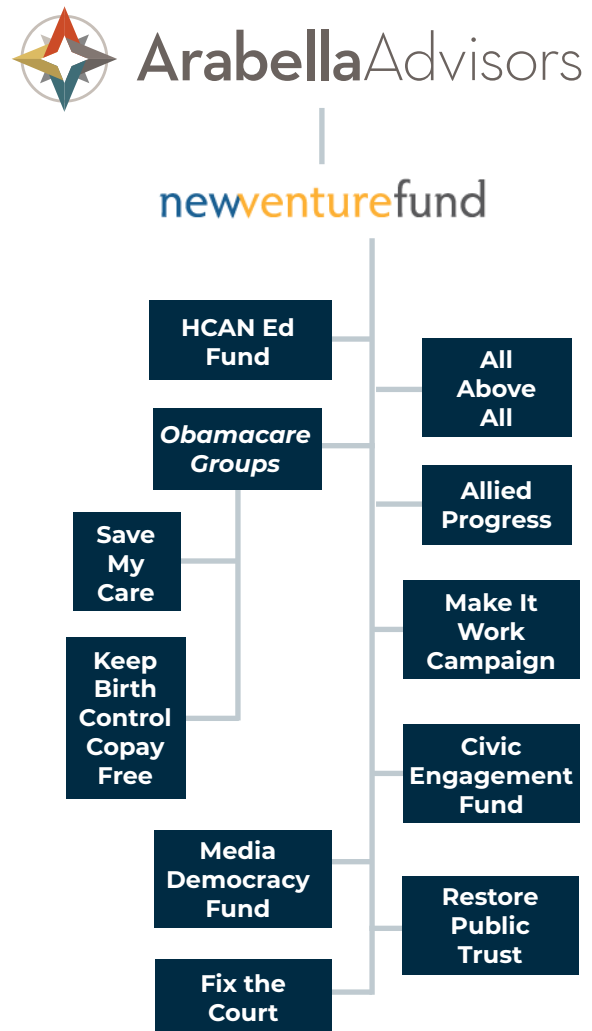 ArabellaAdvisors
newventurefund
HCAN Ed
Fund
All
Above
All
Obamacare
Groups
Allied
Progress
Save
My
Care
Make It
Work
Campaign
Keep
Birth
Control
Copay
Free
Civic
Engagement
Fund
Media
Democracy
Fund
Restore
Public
Trust
Fix the
Court